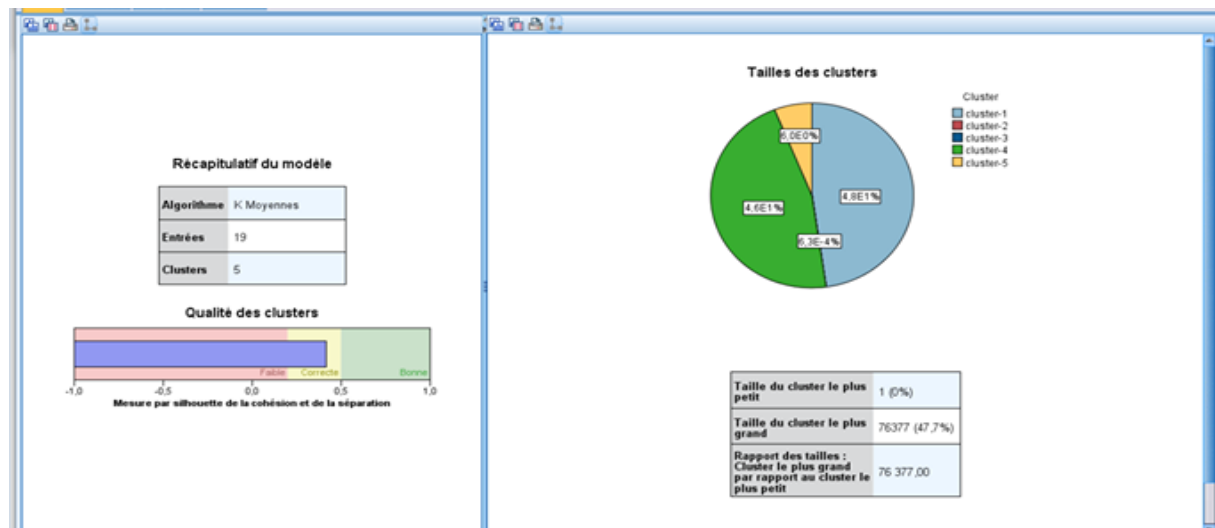 Récapitulatif du modèle
Algorithme K Moyennes
Entrées 19
Clusters 5
Qualité des clusters
Faible Correcte Bonne
-1,0 -0,5 0,0 0,5 1,0
Mesure par silhouette de la cohésion et de la séparation
Tailles des clusters
Cluster
cluster-1
cluster-2
cluster-3
cluster-4
cluster-5
6,0E0%
4,8E1%
4,6E1%
6,3E-4%
Taille du cluster le plus
petit
1 (0%)
Taille du cluster le plus
grand
76377 (47,7%)
Rapport des tailles :
Cluster le plus grand
par rapport au cluster le
plus petit
76 377,00